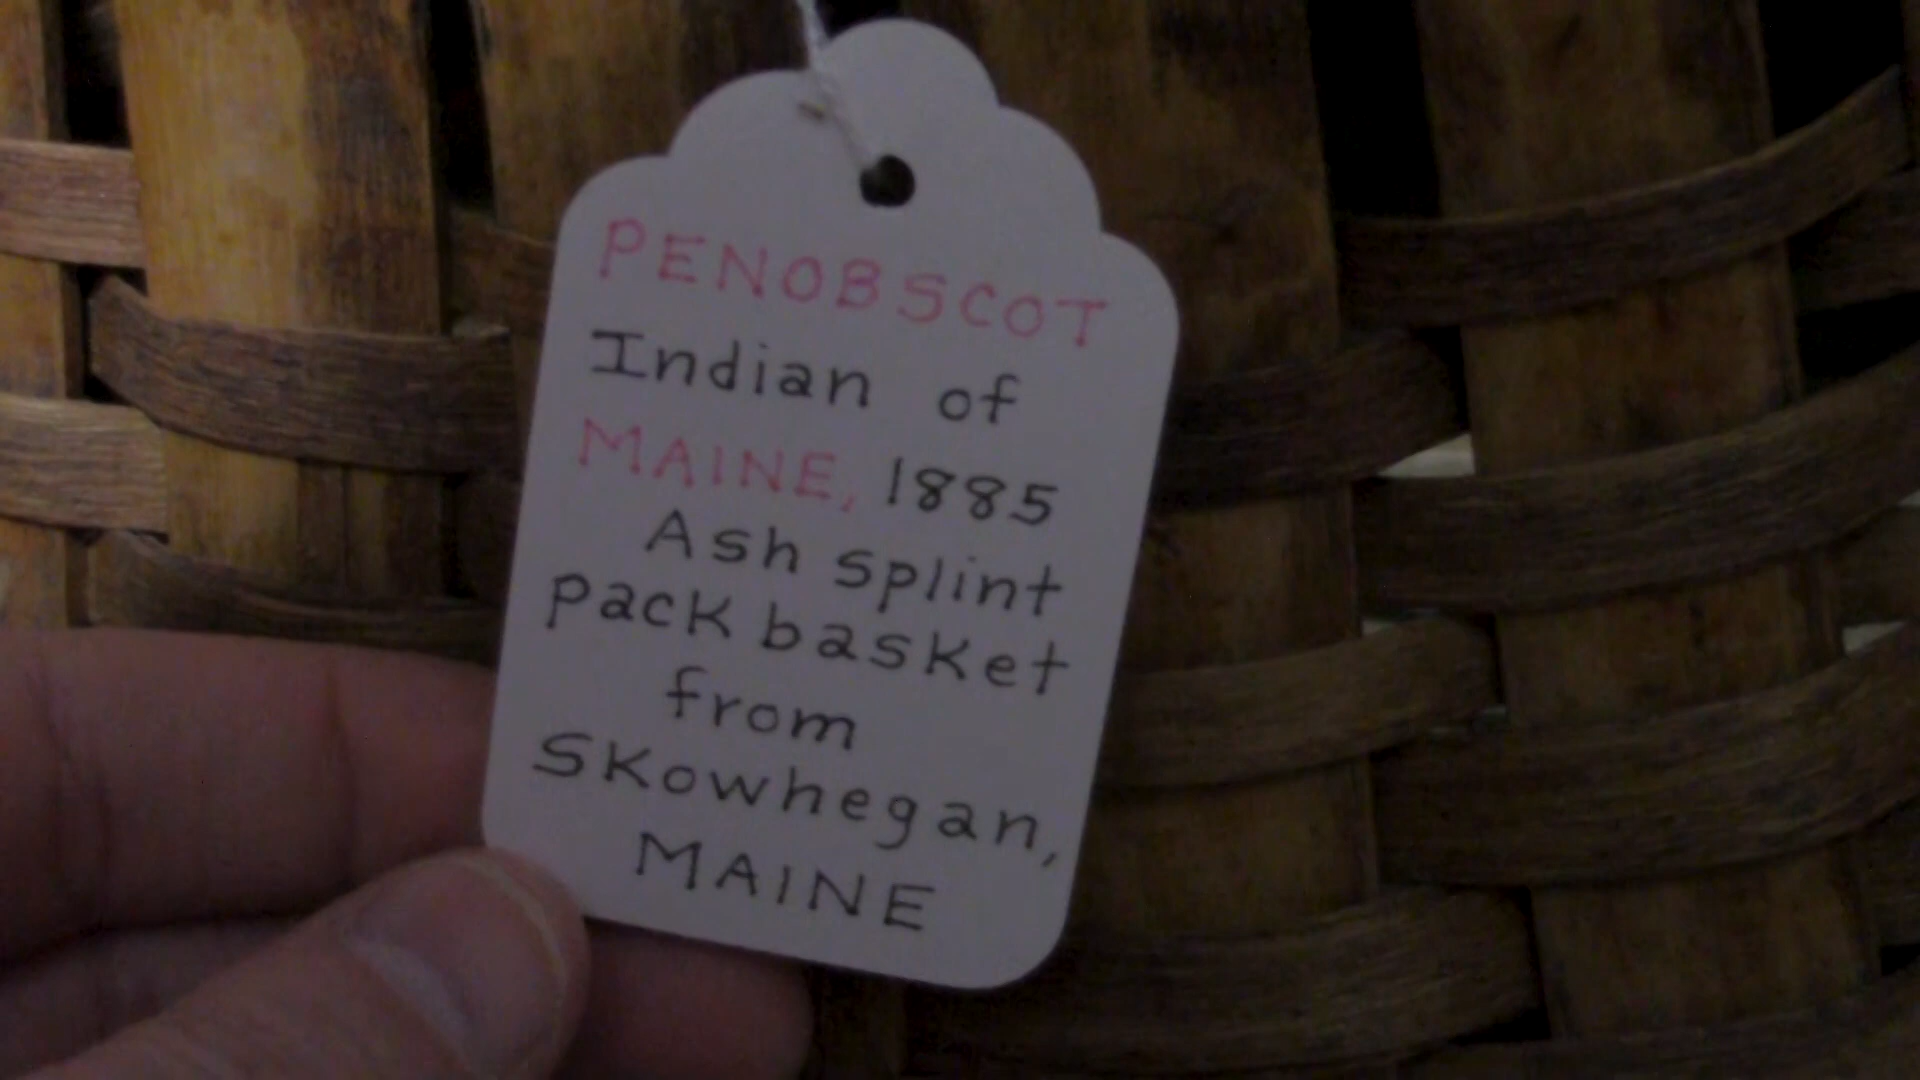 PENOBSCOT
Indian of
MAINE, 1885
Ash splint
pack basket
from
Skowhegan,
MAINE